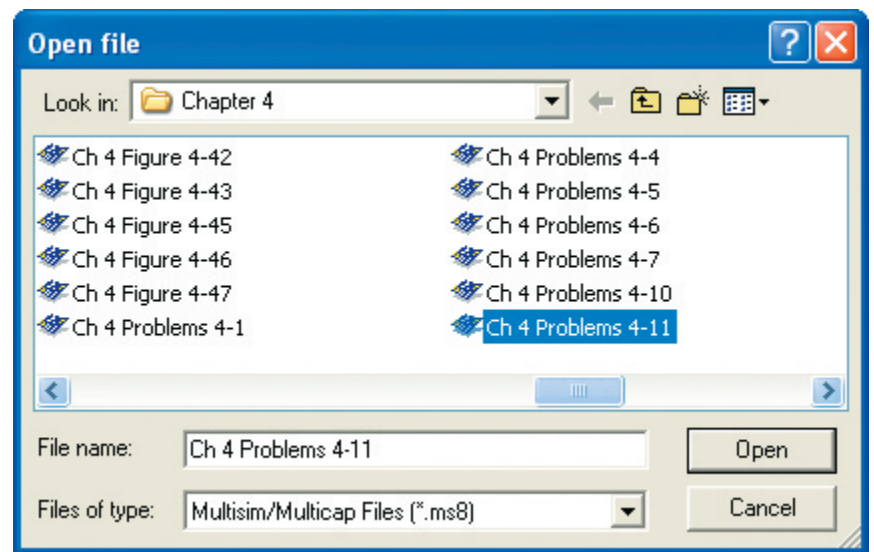 Open file
Look in: Chapter 4
Ch 4 Figure 4-42
Ch 4 Figure 4-43
Ch 4 Figure 4-45
Ch 4 Figure 4-46
Ch 4 Figure 4-47
Ch 4 Problems 4-1
Ch 4 Problems 4-4
Ch 4 Problems 4-5
Ch 4 Problems 4-6
Ch 4 Problems 4-7
Ch 4 Problems 4-10
Ch 4 Problems 4-11
File name: Ch 4 Problems 4-11 Open
Files of type: Multisim/Multicap Files (*.ms8) Cancel